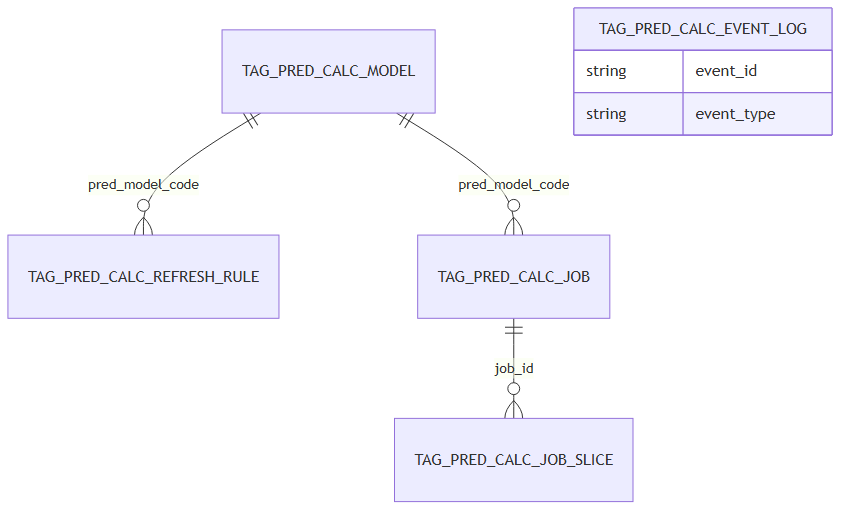 TAG_PRED_CALC_MODEL
TAG_PRED_CALC_EVENT_LOG
string event_id
string event_type
pred_model_code
pred_model_code
TAG_PRED_CALC_REFRESH_RULE
TAG_PRED_CALC_JOB
job_id
TAG_PRED_CALC_JOB_SLICE